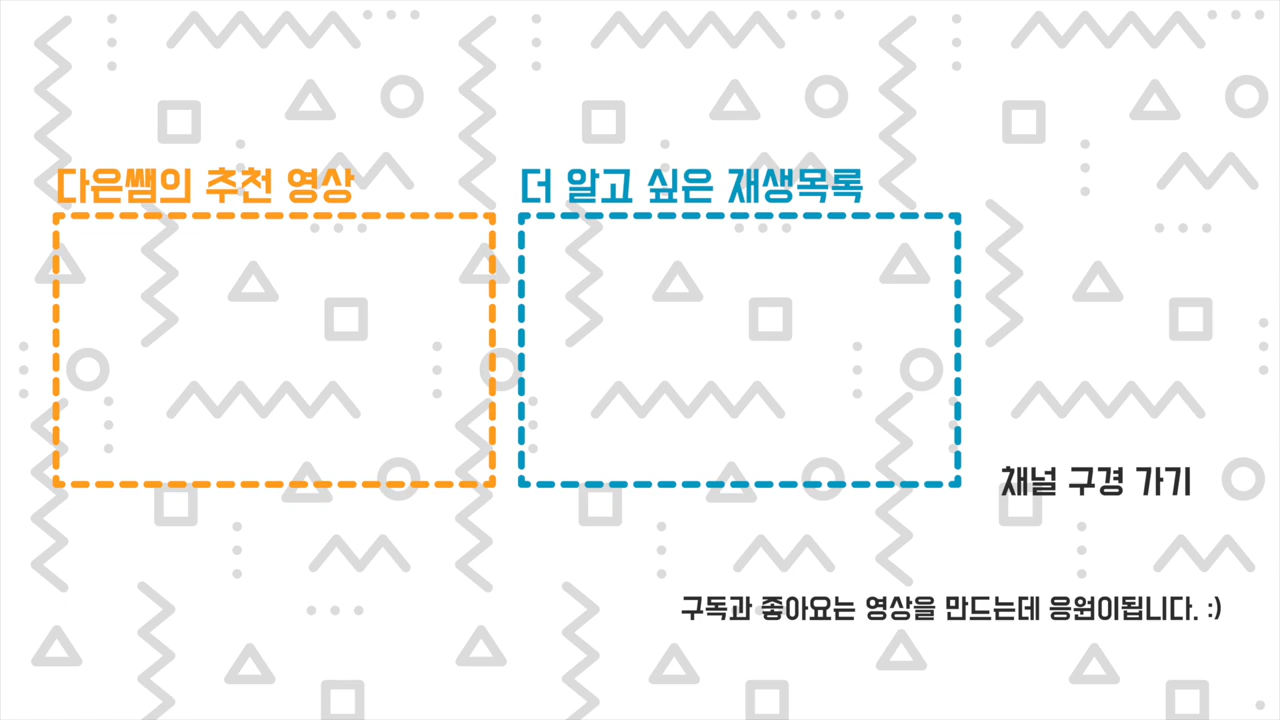 다은쌤의 추천 영상
더 알고 싶은 재생목록
채널 구경 가기
구독과 좋아요는 영상을 만드는데 응원이됩니다. :)